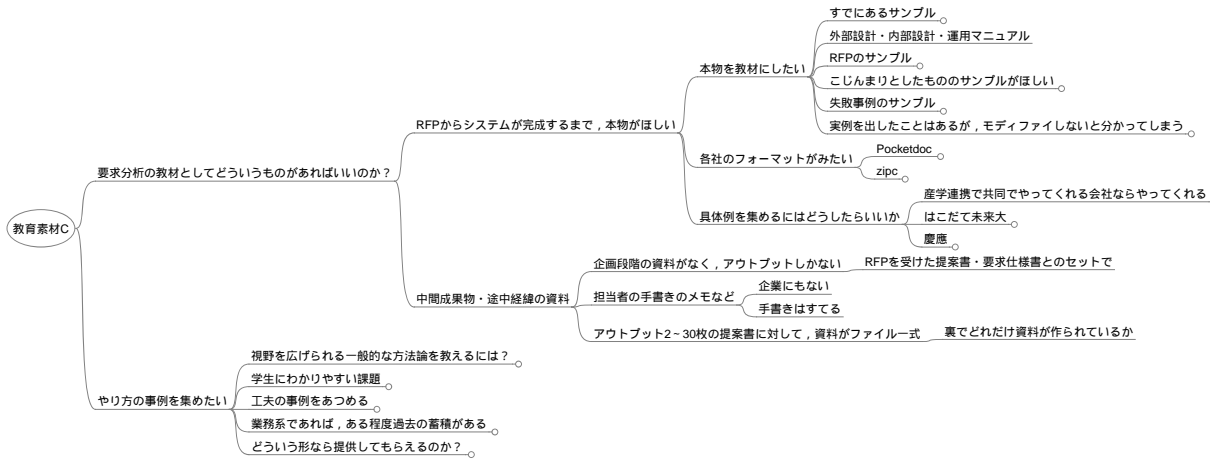 教育素材C
要求分析の教材としてどういうものがあればいいのか？
RFPからシステムが完成するまで，本物がほしい
本物を教材にしたい
すでにあるサンプル
外部設計・内部設計・運用マニュアル
RFPのサンプル
こじんまりとしたもののサンプルがほしい
失敗事例のサンプル
実例を出したことはあるが，モディファイしないと分かってしまう
各社のフォーマットがみたい
Pocketdoc
zipc
具体例を集めるにはどうしたらいいか
産学連携で共同でやってくれる会社ならやってくれる
はこだて未来大
慶應
中間成果物・途中経緯の資料
企画段階の資料がなく，アウトプットしかない
RFPを受けた提案書・要求仕様書とのセットで
担当者の手書きのメモなど
企業にもない
手書きはすてる
アウトプット2～30枚の提案書に対して，資料がファイル一式
裏でどれだけ資料が作られているか
やり方の事例を集めたい
視野を広げられる一般的な方法論を教えるには？
学生にわかりやすい課題
工夫の事例をあつめる
業務系であれば，ある程度過去の蓄積がある
どういう形なら提供してもらえるのか？